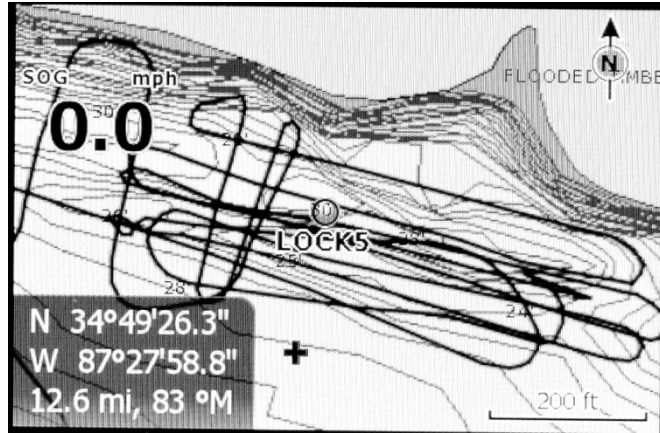 SOG mph
0.0
30
N
FLOODED
LOCK5
28
24
N 34°49'26.3"
W 87°27'58.8"
12.6 mi, 83 °M
200 ft